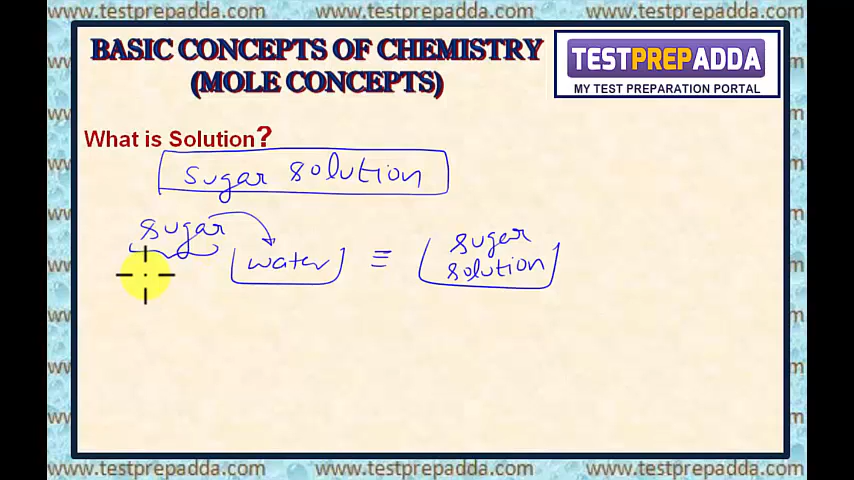 www.testprepadda.com www.testprepadda.com www.testprepadda.com
BASIC CONCEPTS OF CHEMISTRY
(MOLE CONCEPTS)
TESTPREPADDA
MY TEST PREPARATION PORTAL
What is Solution?
sugar solution
sugar
water ≡ sugar solution
www.testprepadda.com www.testprepadda.com www.testprepadda.com